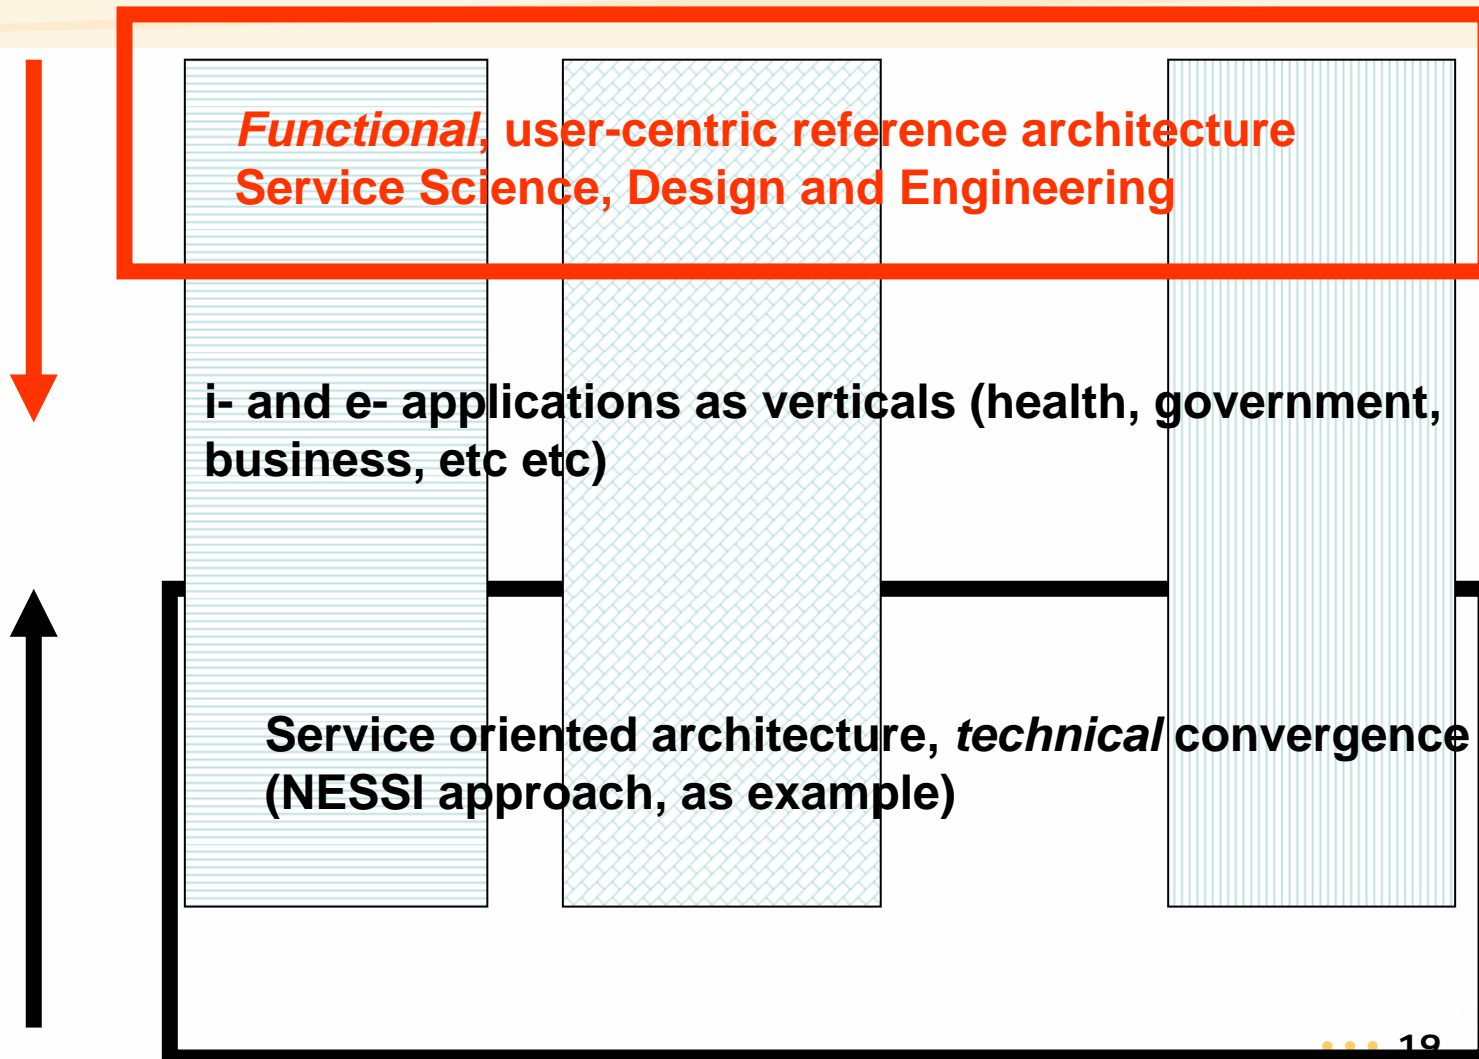 Functional, user-centric reference architecture
Service Science, Design and Engineering
i- and e- applications as verticals (health, government,
business, etc etc)
Service oriented architecture, technical convergence
(NESSI approach, as example)
19